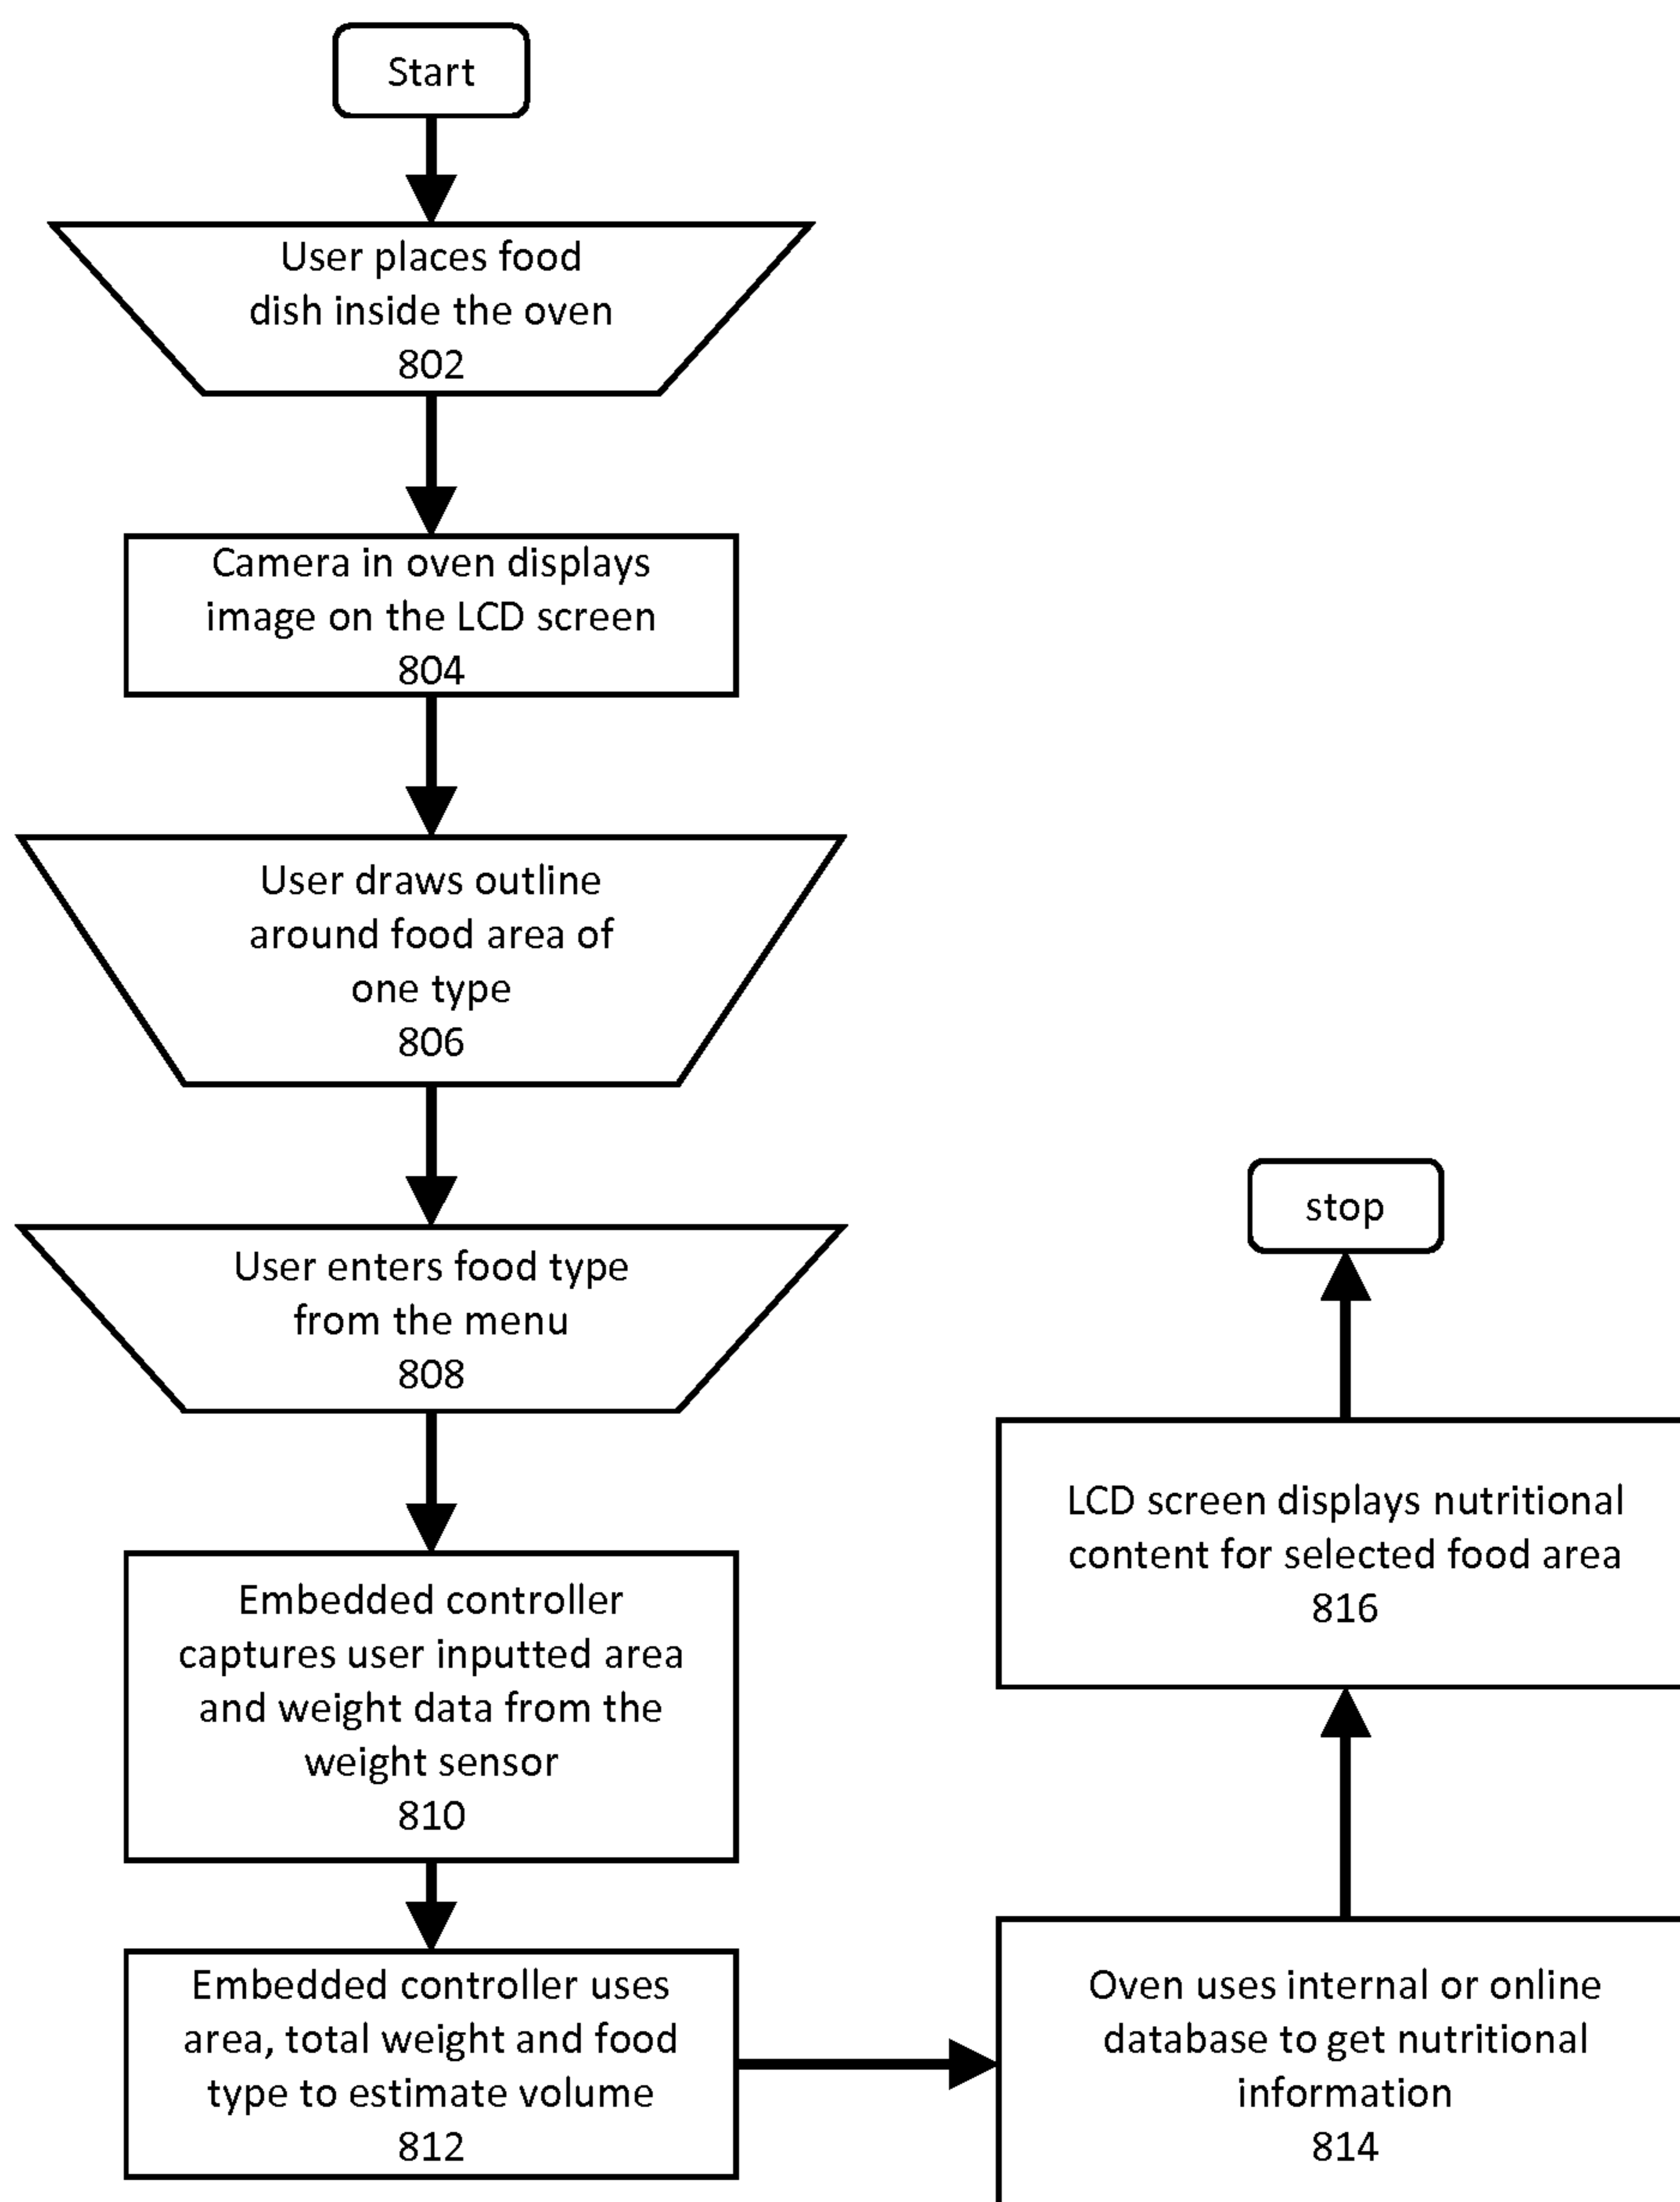 Start
User places food
dish inside the oven
802
Camera in oven displays
image on the LCD screen
804
User draws outline
around food area of
one type
806
User enters food type
from the menu
808
Embedded controller
captures user inputted area
and weight data from the
weight sensor
810
Embedded controller uses
area, total weight and food
type to estimate volume
812
Oven uses internal or online
database to get nutritional
information
814
LCD screen displays nutritional
content for selected food area
816
stop